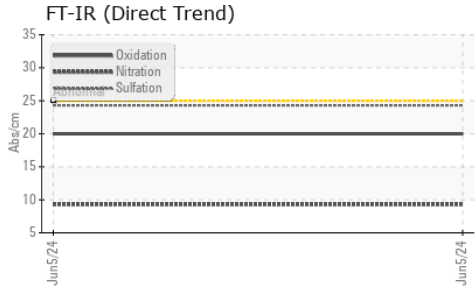 FT-IR (Direct Trend)
35
30
25
20
15
10
5
Abs/cm
Oxidation
Nitration
Sulfation
Abnormal
Jun5/24
Jun5/24